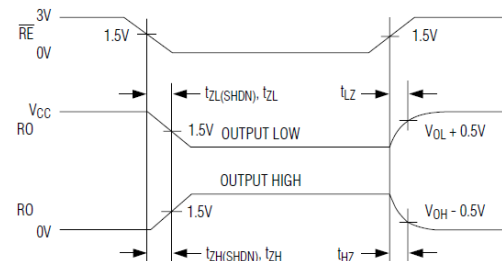 3V
RE
1.5V
1.5V
0V
tZL(SHDN), tZL
tLZ
VCC
RO
1.5V
OUTPUT LOW
VOL + 0.5V
OUTPUT HIGH
RO
1.5V
VOH - 0.5V
0V
tZH(SHDN), tZH
tHZ